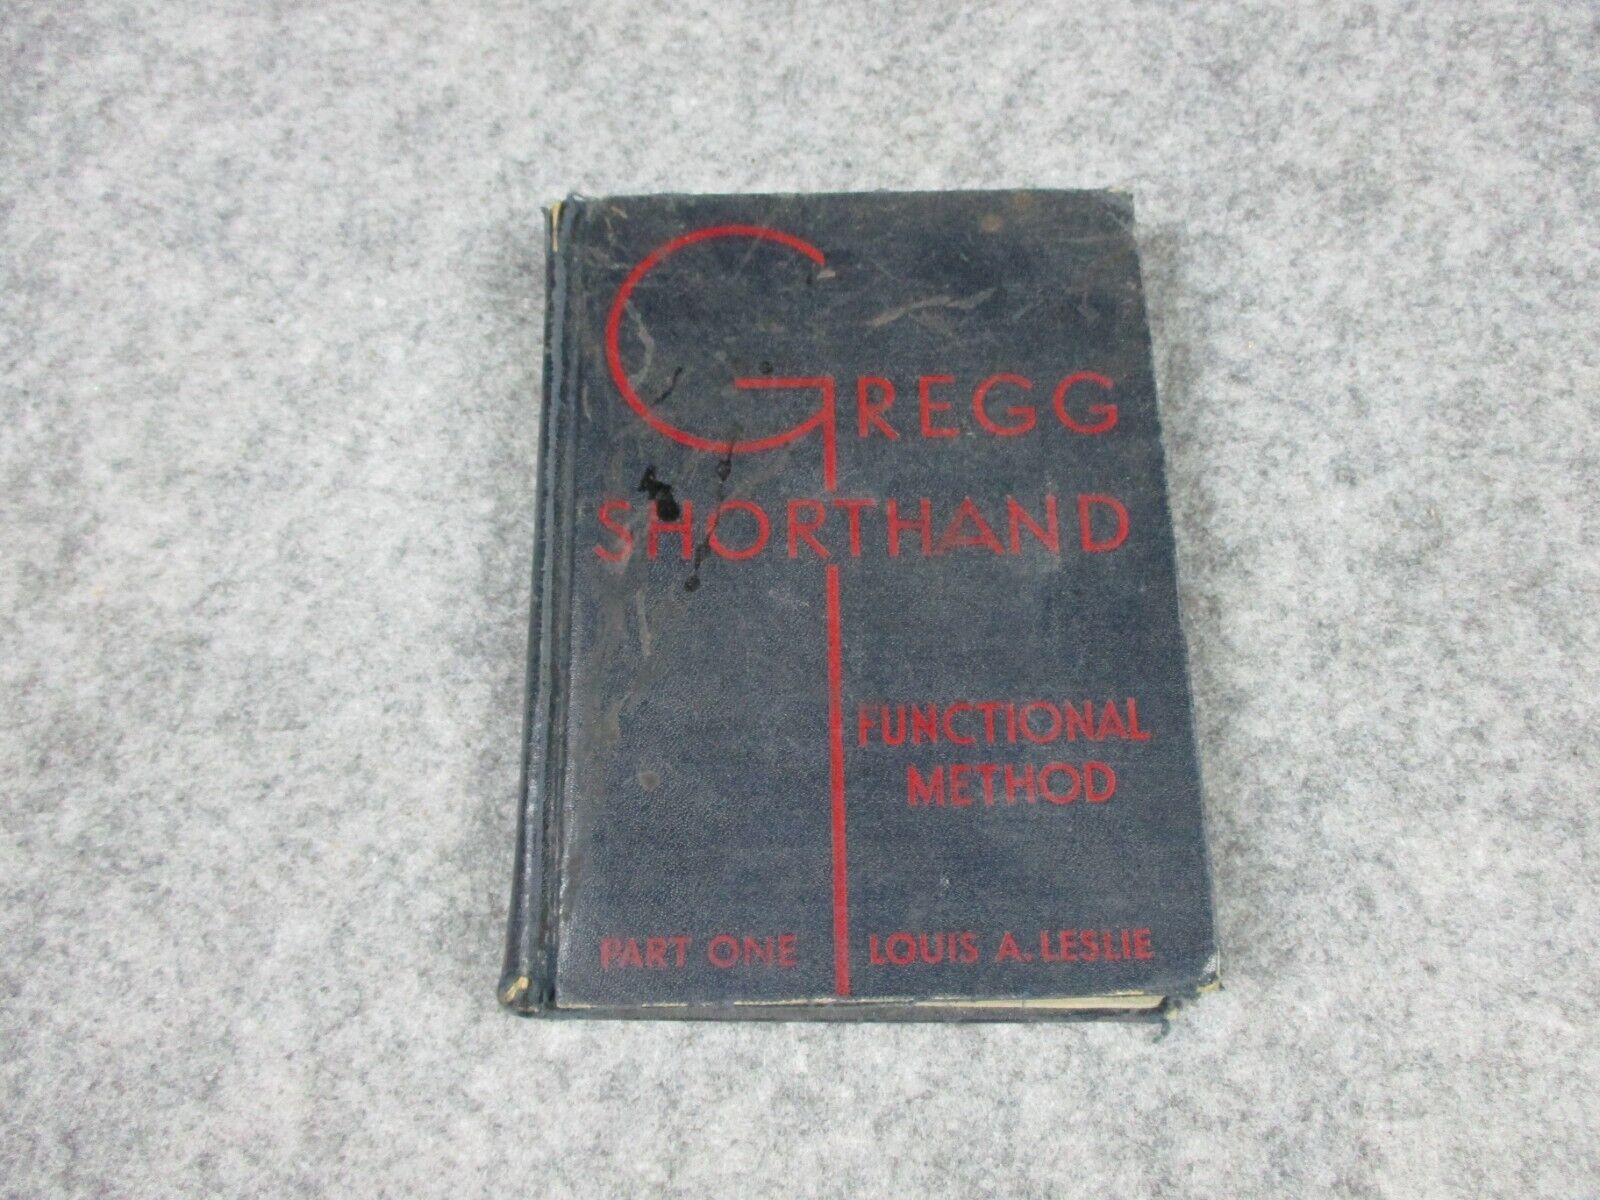 GREGG
SHORTHAND
FUNCTIONAL
METHOD
PART ONE
LOUIS A. LESLIE